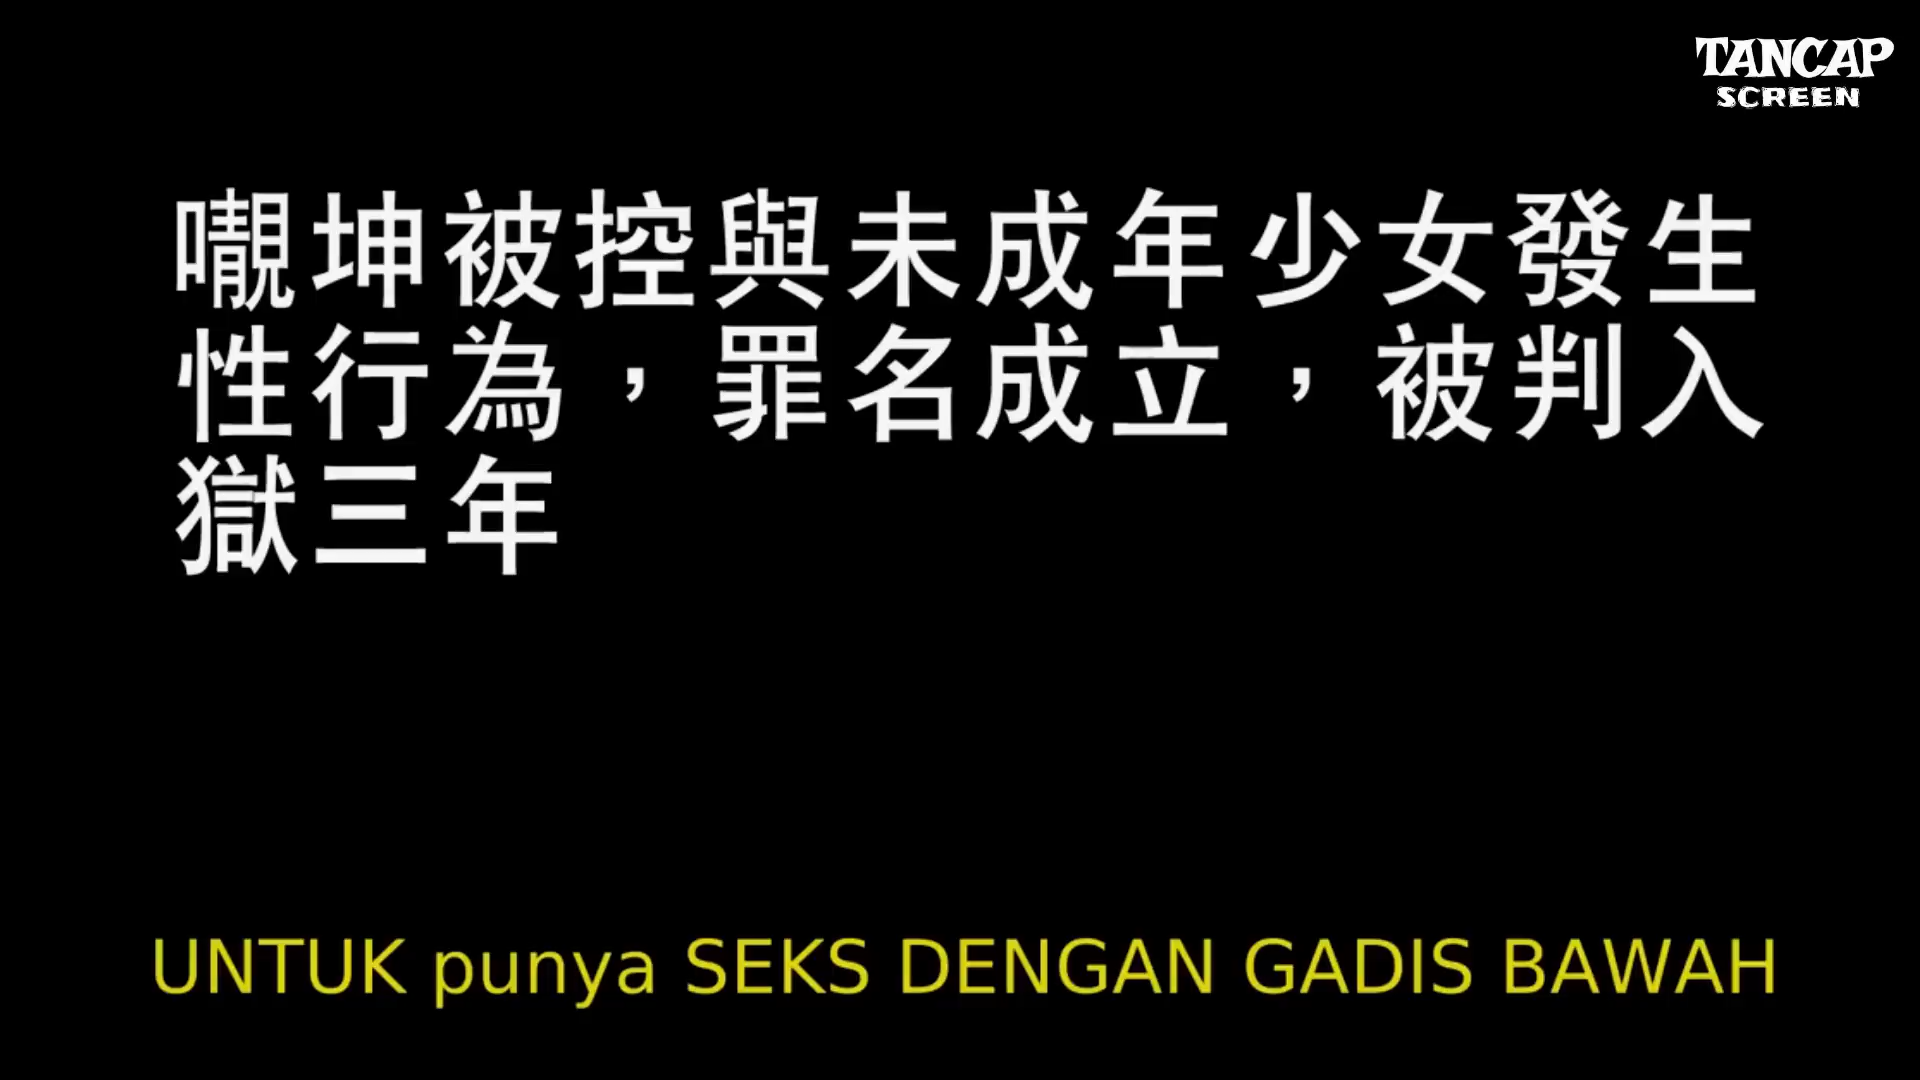 TANCAP
SCREEN
嚫坤被控與未成年少女發生
性行為，罪名成立，被判入
獄三年
UNTUK punya SEKS DENGAN GADIS BAWAH